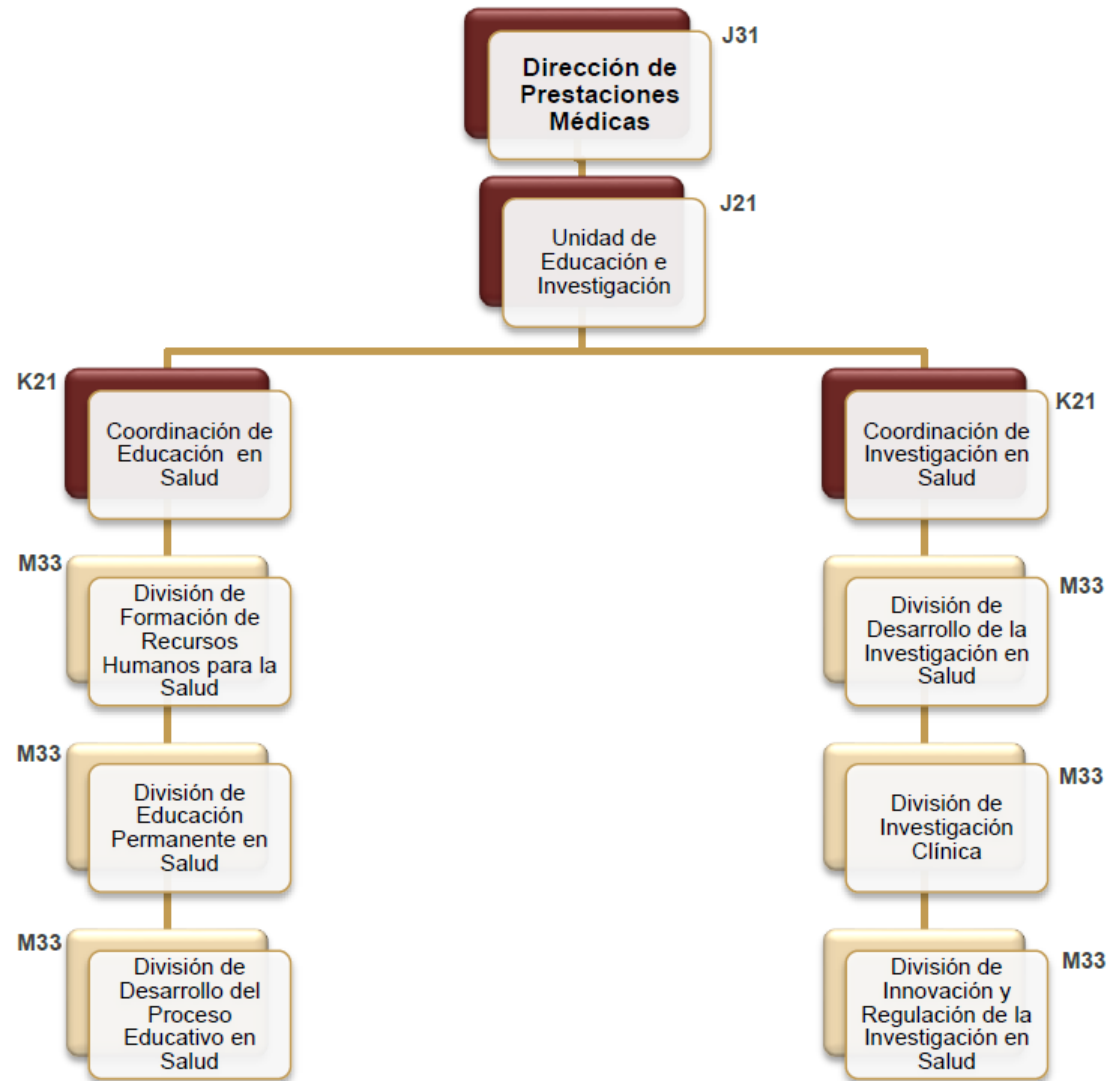 J31
Dirección de
Prestaciones
Médicas
J21
Unidad de
Educación e
Investigación
K21
Coordinación de
Educación en
Salud
K21
Coordinación de
Investigación en
Salud
M33
División de
Formación de
Recursos
Humanos para la
Salud
M33
División de
Desarrollo de la
Investigación en
Salud
M33
División de
Educación
Permanente en
Salud
M33
División de
Investigación
Clínica
M33
División de
Desarrollo del
Proceso
Educativo en
Salud
M33
División de
Innovación y
Regulación de la
Investigación en
Salud